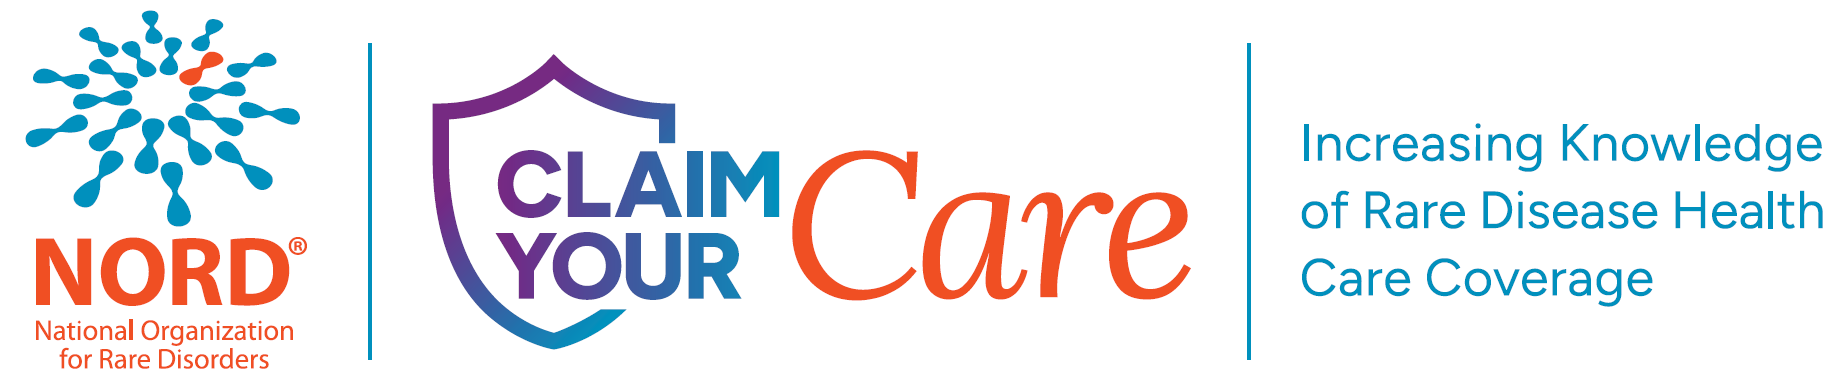 NORD®
National Organization
for Rare Disorders
CLAIM
YOUR
Care
Increasing Knowledge
of Rare Disease Health
Care Coverage